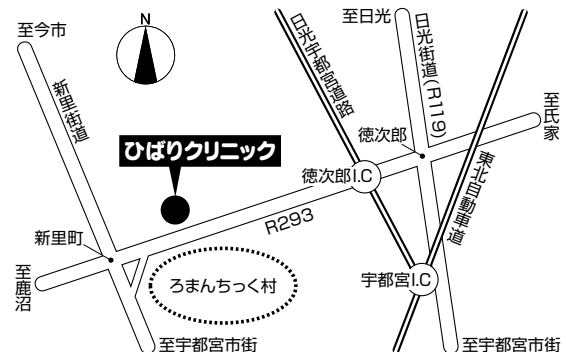 N
至今市
至日光
日光宇都宮道路
日光街道(R119)
至氏家
新里街道
徳次郎
ひばりクリニック
徳次郎I.C
東北自動車道
R293
新里町
至鹿沼
ろまんちっく村
宇都宮I.C
至宇都宮市街
至宇都宮市街